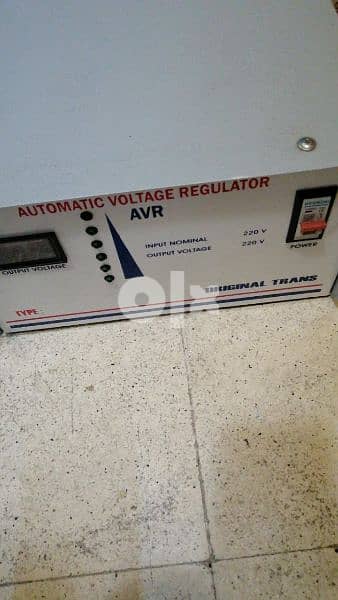 AUTOMATIC VOLTAGE REGULATOR
AVR
INPUT NOMINAL 220 V
OUTPUT VOLTAGE 220 V
POWER
OUTPUT VOLTAGE
TYPE :
ORIGINAL TRANS
olx